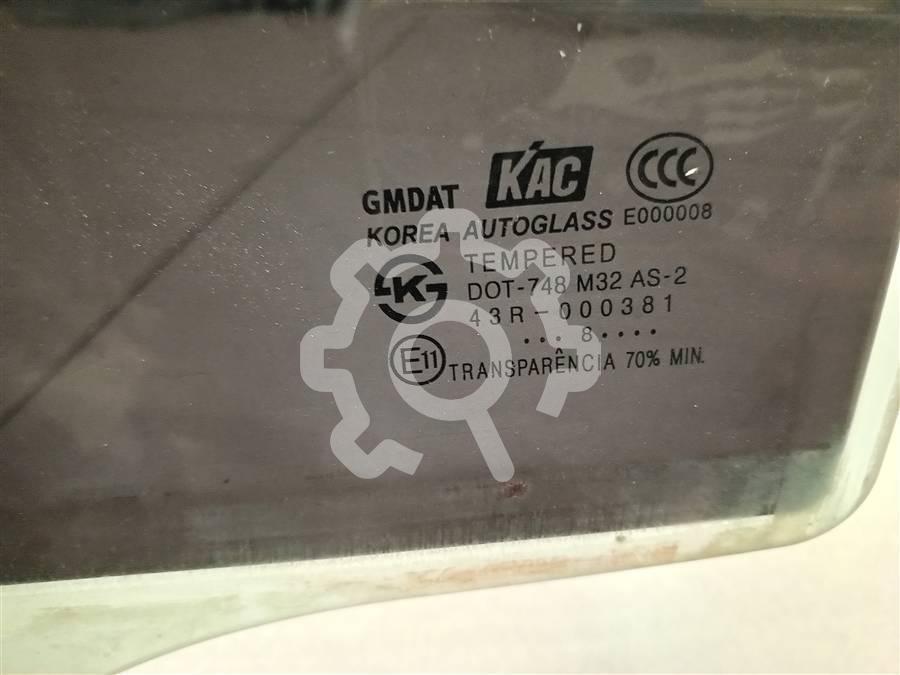 GMDAT KAC CCC
KOREA AUTOGLASS E000008
TEMPERED
K DOT-748 M32 AS-2
43R-000381
...8....
E11 TRANSPARÊNCIA 70% MIN.